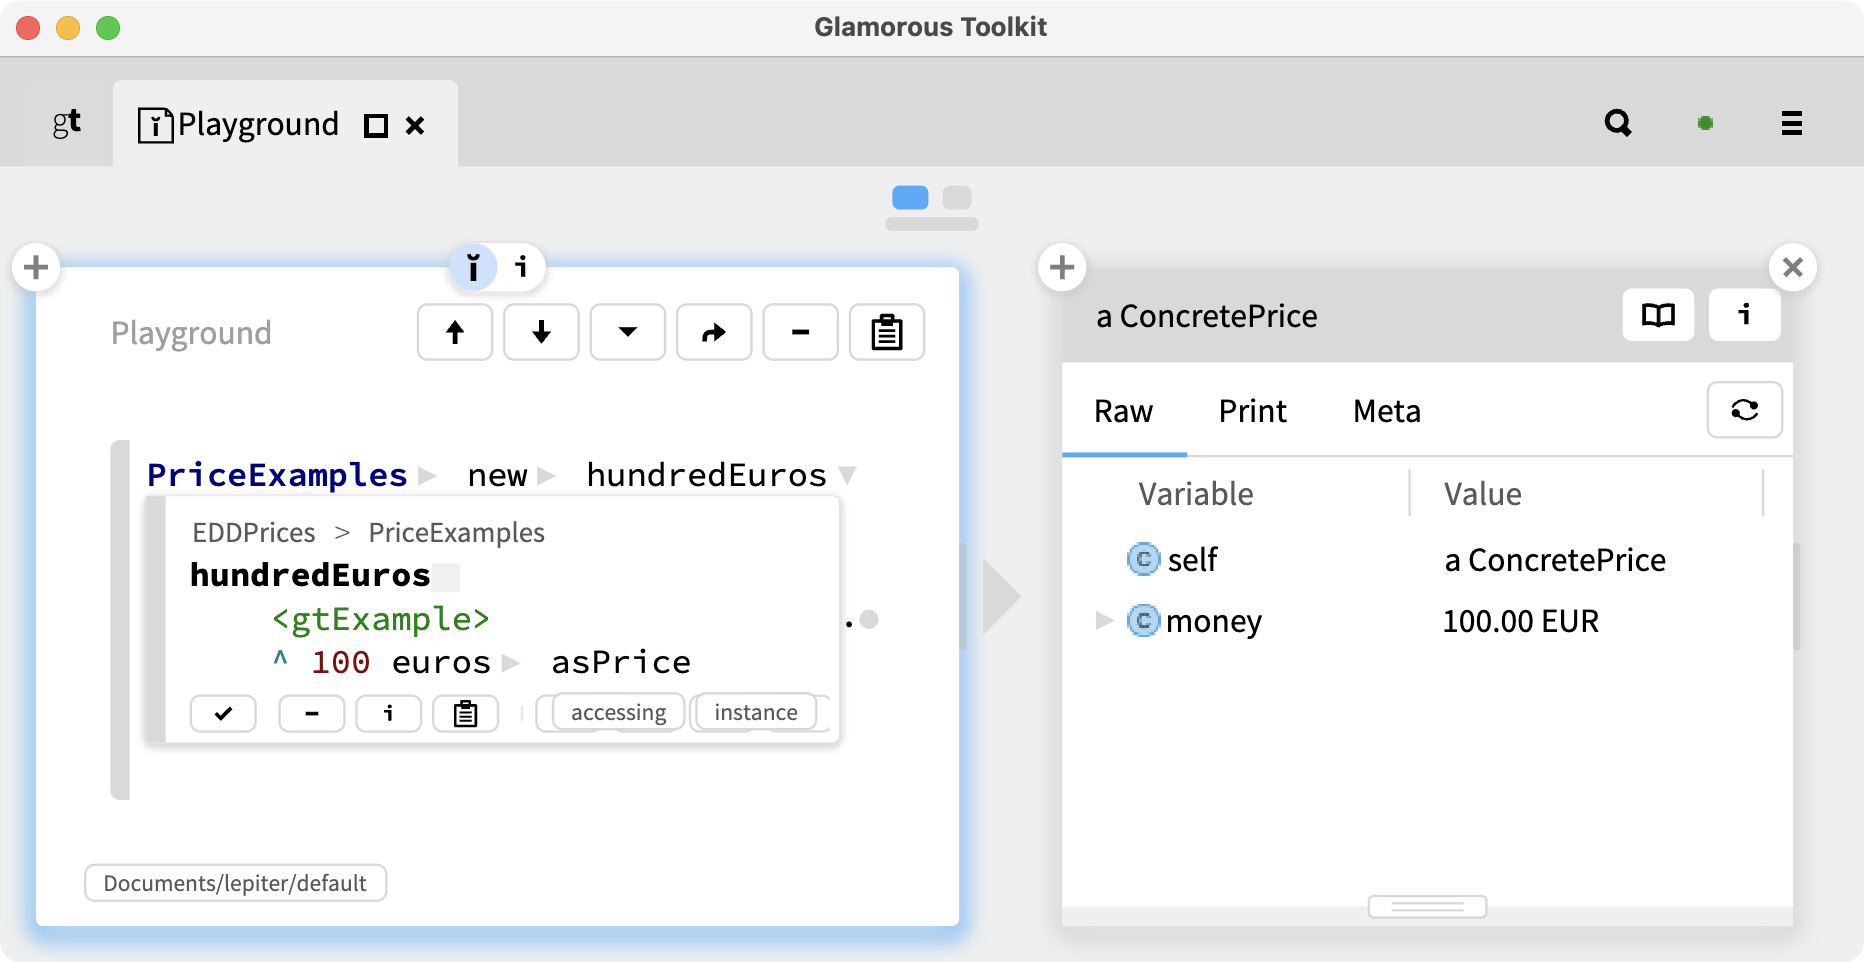 Glamorous Toolkit
gt
Playground
Playground
PriceExamples new hundredEuros
EDDPrices > PriceExamples
hundredEuros
<gtExample>
^ 100 euros asPrice
.
i
accessing
instance
Documents/lepiter/default
a ConcretePrice
i
Raw Print Meta
Variable Value
C self a ConcretePrice
C money 100.00 EUR